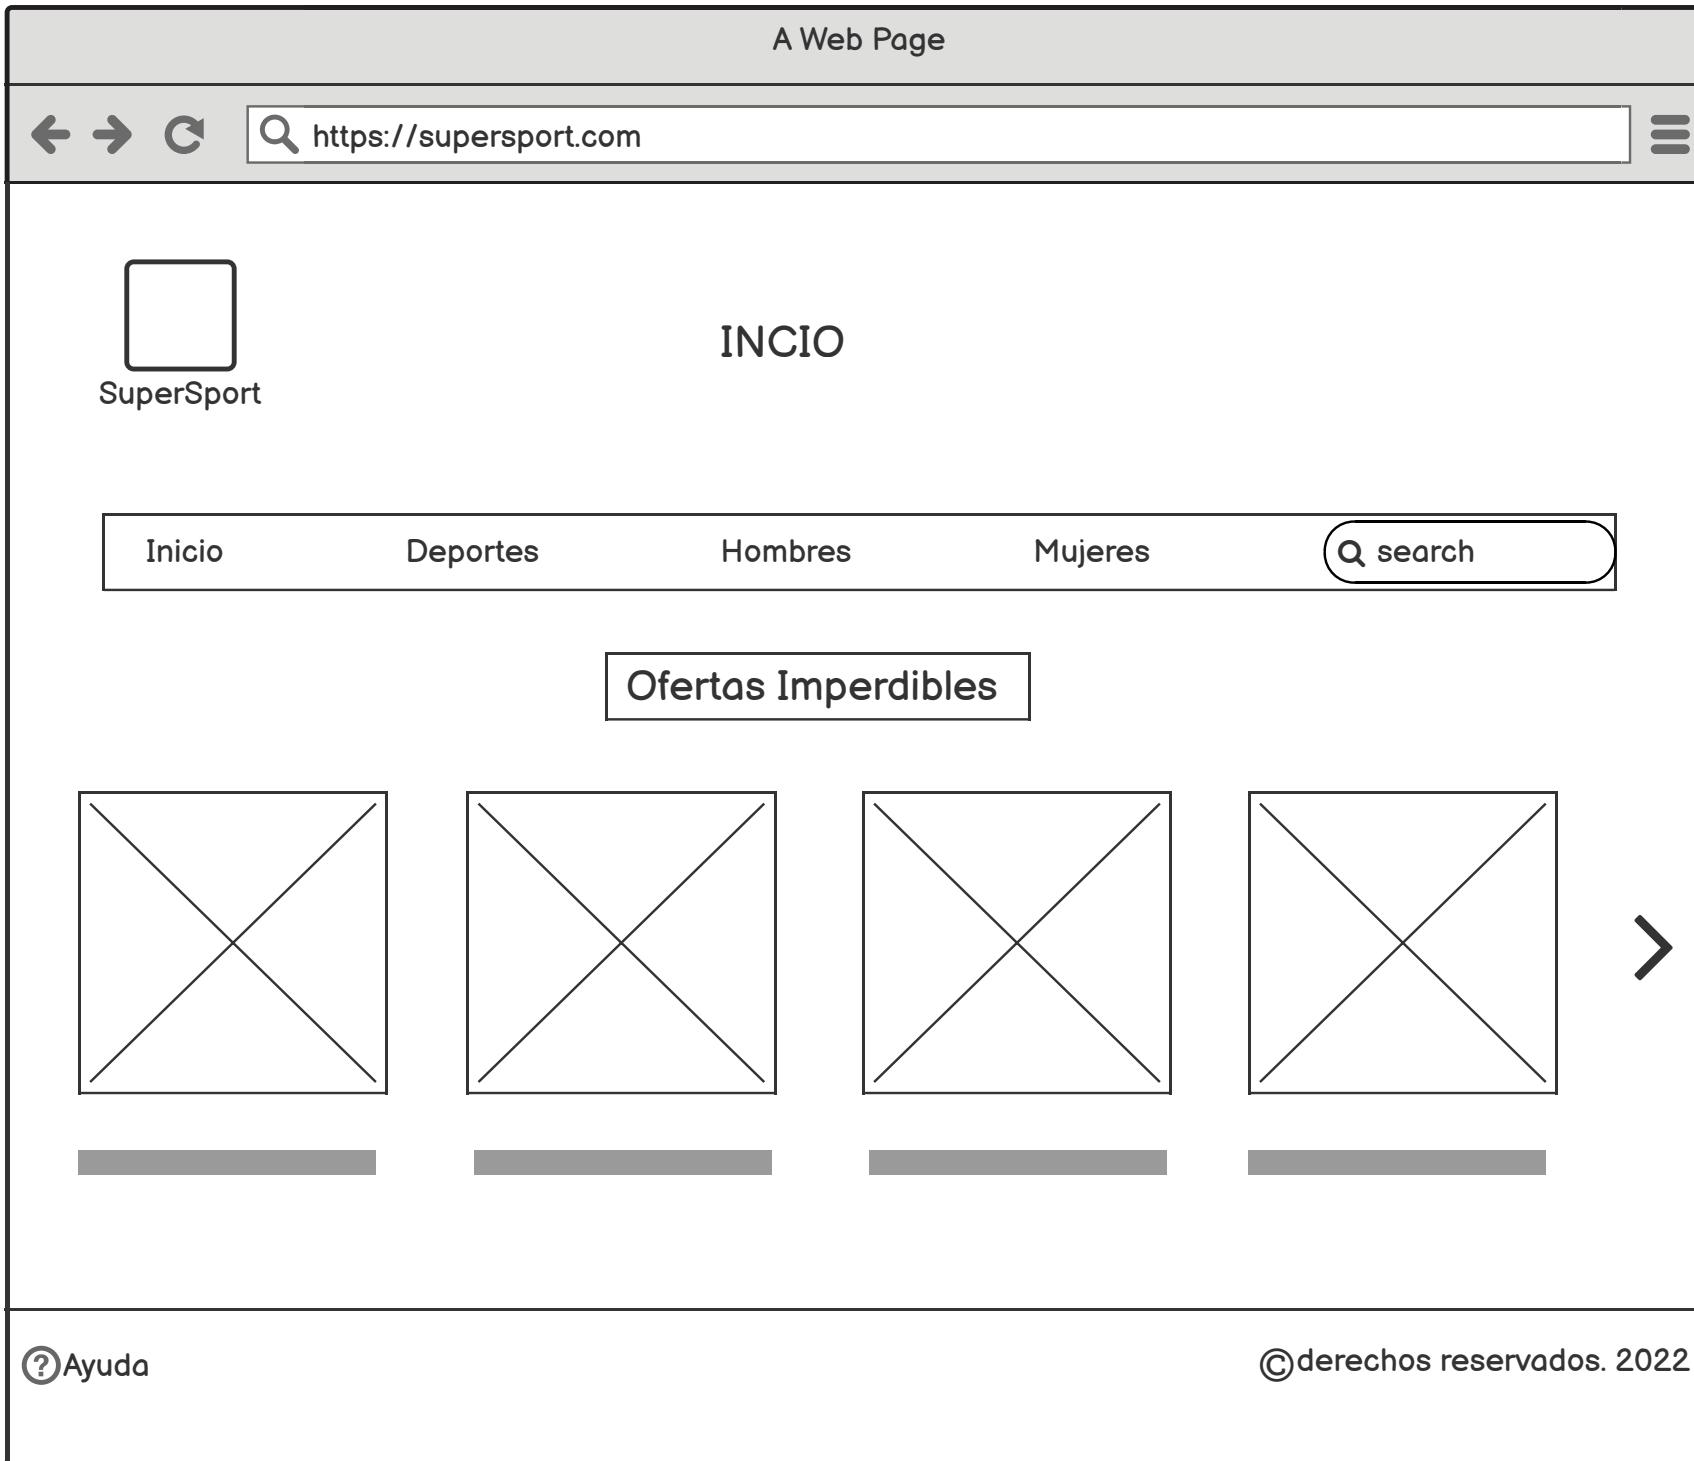 A Web Page
https://supersport.com
INCIO
SuperSport
Inicio Deportes Hombres Mujeres search
Ofertas Imperdibles
?Ayuda
©derechos reservados. 2022